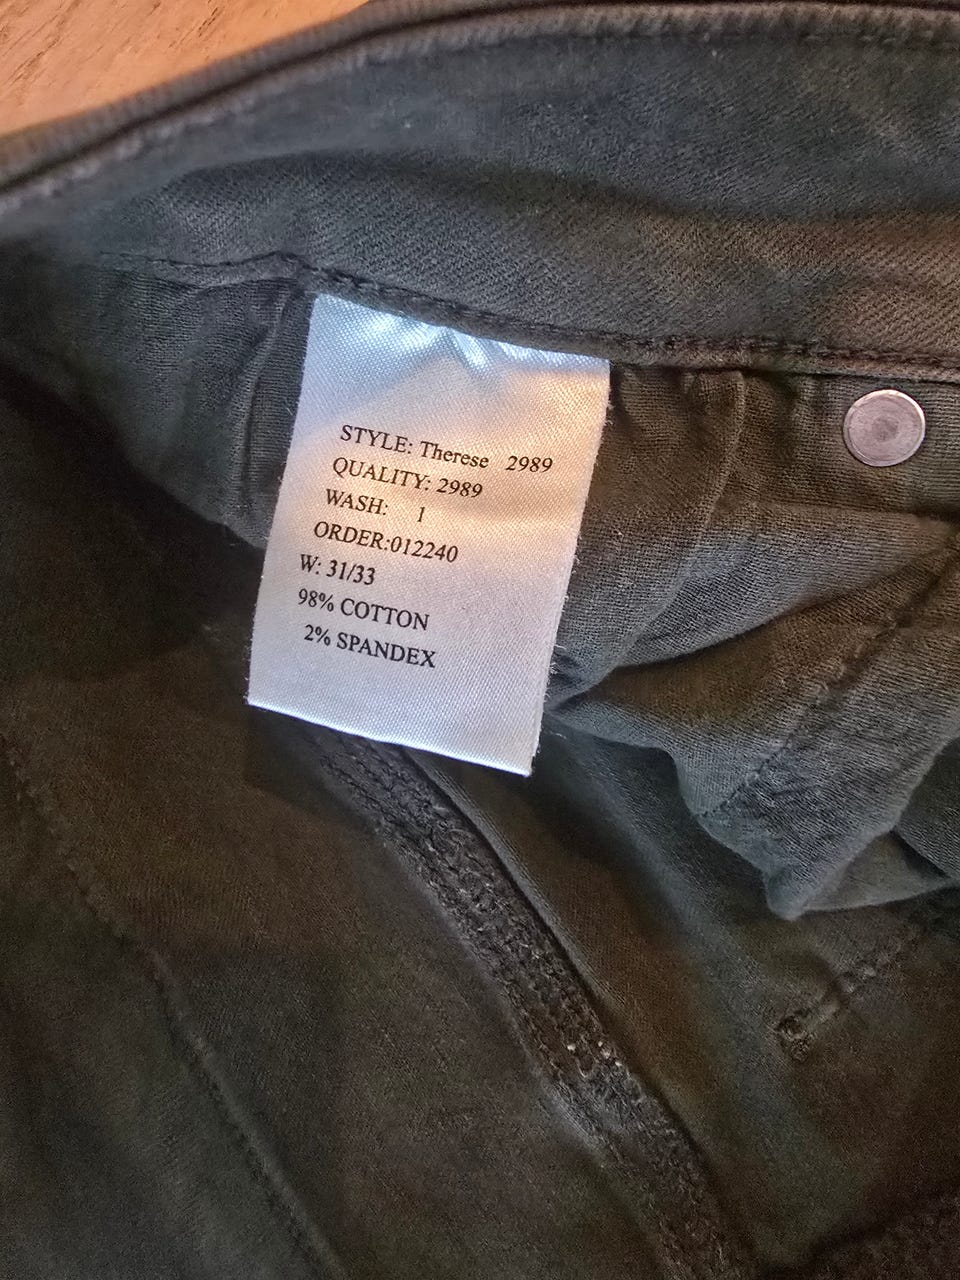 STYLE: Therese 2989
QUALITY: 2989
WASH: 1
ORDER:012240
W: 31/33
98% COTTON
2% SPANDEX